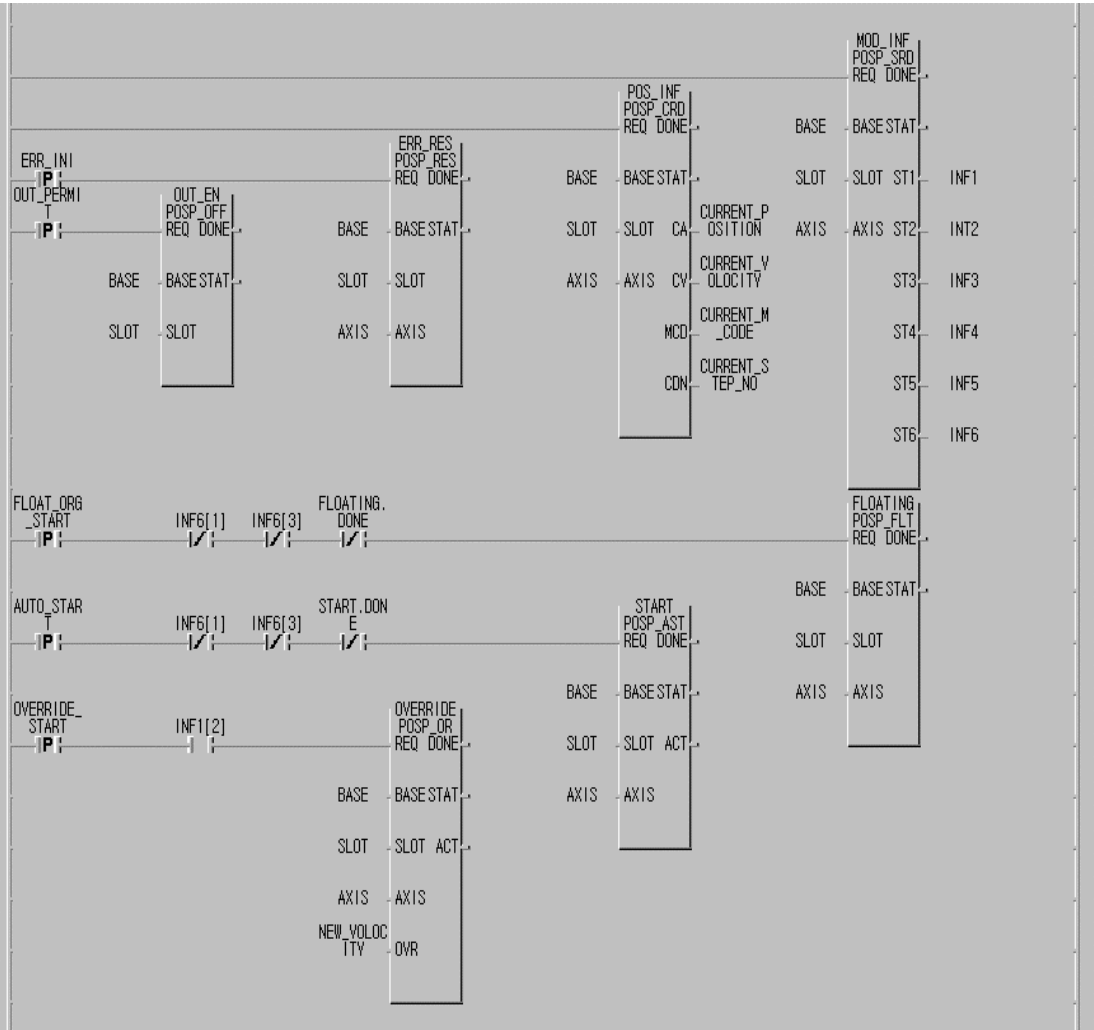 MOD_INF
POSP_SRD
REQ DONE
POS_INF
POSP_CRD
REQ DONE
BASE BASE STAT
ERR_RES
POSP_RES
REQ DONE
ERR_INI
P
BASE BASE STAT
SLOT SLOT ST1 INF1
OUT_PERMI
T
P
OUT_EN
POSP_OFF
REQ DONE
BASE BASE STAT
SLOT SLOT CA
CURRENT_P
OSITION
AXIS AXIS ST2 INT2
BASE BASE STAT
SLOT SLOT
AXIS AXIS CV
CURRENT_V
OLOCITY
ST3 INF3
SLOT SLOT
AXIS AXIS
MCD
CURRENT_M
_CODE
ST4 INF4
CDN
CURRENT_S
TEP_NO
ST5 INF5
ST6 INF6
FLOAT_ORG
_START
P
INF6[1]
INF6[3]
FLOATING.
DONE
FLOATING
POSP_FLT
REQ DONE
BASE BASE STAT
AUTO_STAR
T
P
INF6[1]
INF6[3]
START.DON
E
START
POSP_AST
REQ DONE
SLOT SLOT
BASE BASE STAT
AXIS AXIS
OVERRIDE_
START
P
INF1[2]
OVERRIDE
POSP_OR
REQ DONE
SLOT SLOT ACT
BASE BASE STAT
AXIS AXIS
SLOT SLOT ACT
AXIS AXIS
NEW_VOLOC
ITY
OVR